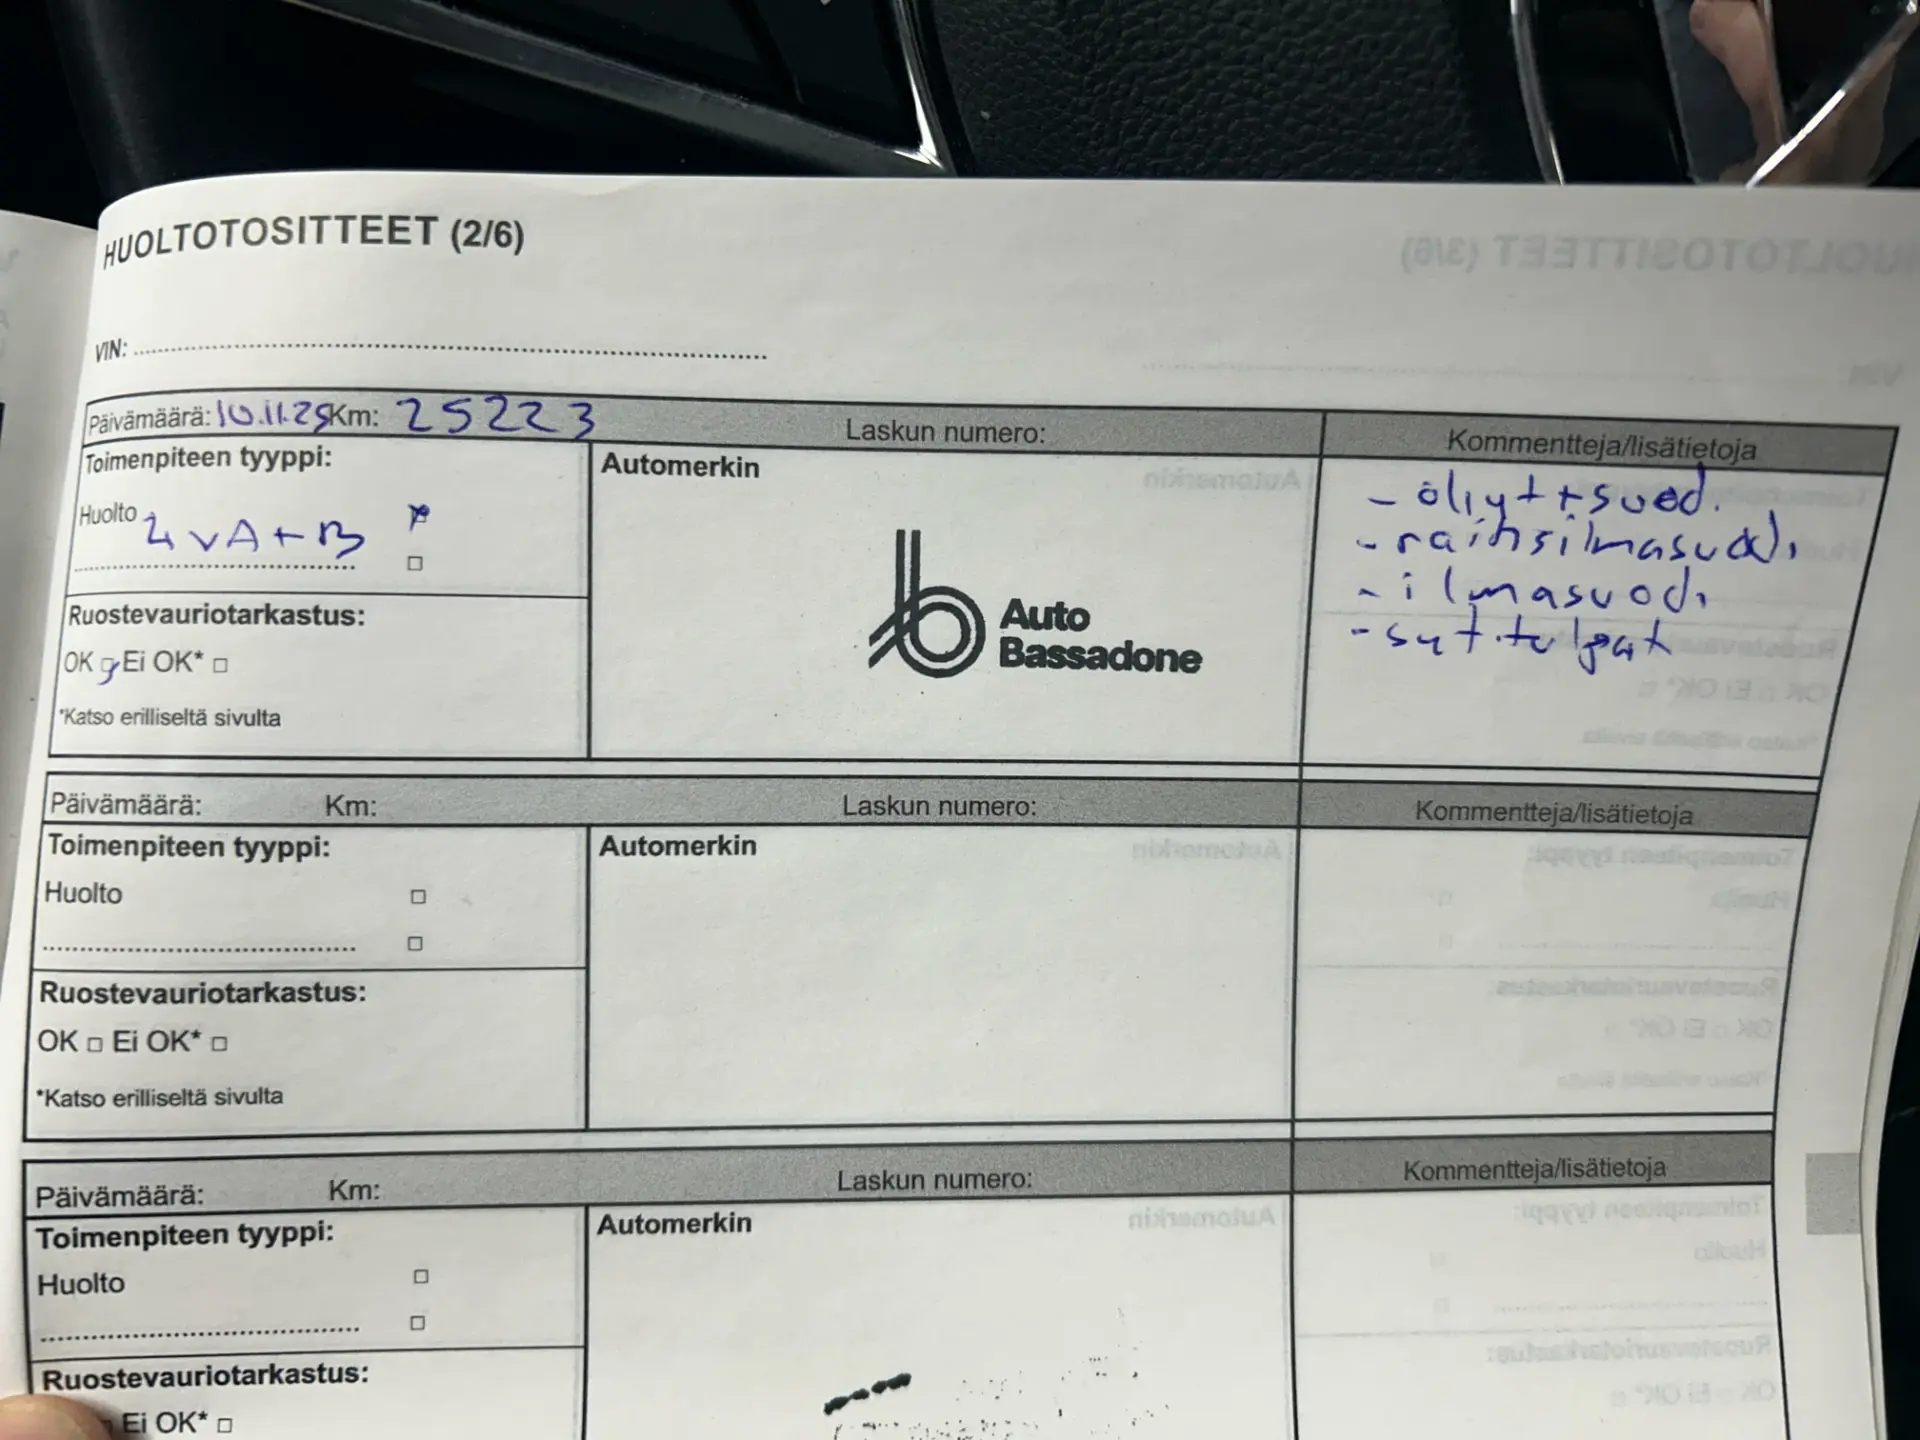 HUOLTOTOSITTEET (2/6)
VIN:
Päivämäärä: 10.11.25 Km: 25223 Laskun numero: Kommentteja/lisätietoja
Toimenpiteen tyyppi:
Huolto 4vA+B
Ruostevauriotarkastus:
OK Ei OK*
*Katso erilliseltä sivulta
Automerkin
Auto
Bassadone
- öljyt + suod.
- raitisilmasuod.
- ilmasuod.
- syt.tulpat
Päivämäärä: Km: Laskun numero: Kommentteja/lisätietoja
Toimenpiteen tyyppi:
Huolto
Ruostevauriotarkastus:
OK Ei OK*
*Katso erilliseltä sivulta
Automerkin
Päivämäärä: Km: Laskun numero: Kommentteja/lisätietoja
Toimenpiteen tyyppi:
Huolto
Ruostevauriotarkastus:
Ei OK*
Automerkin